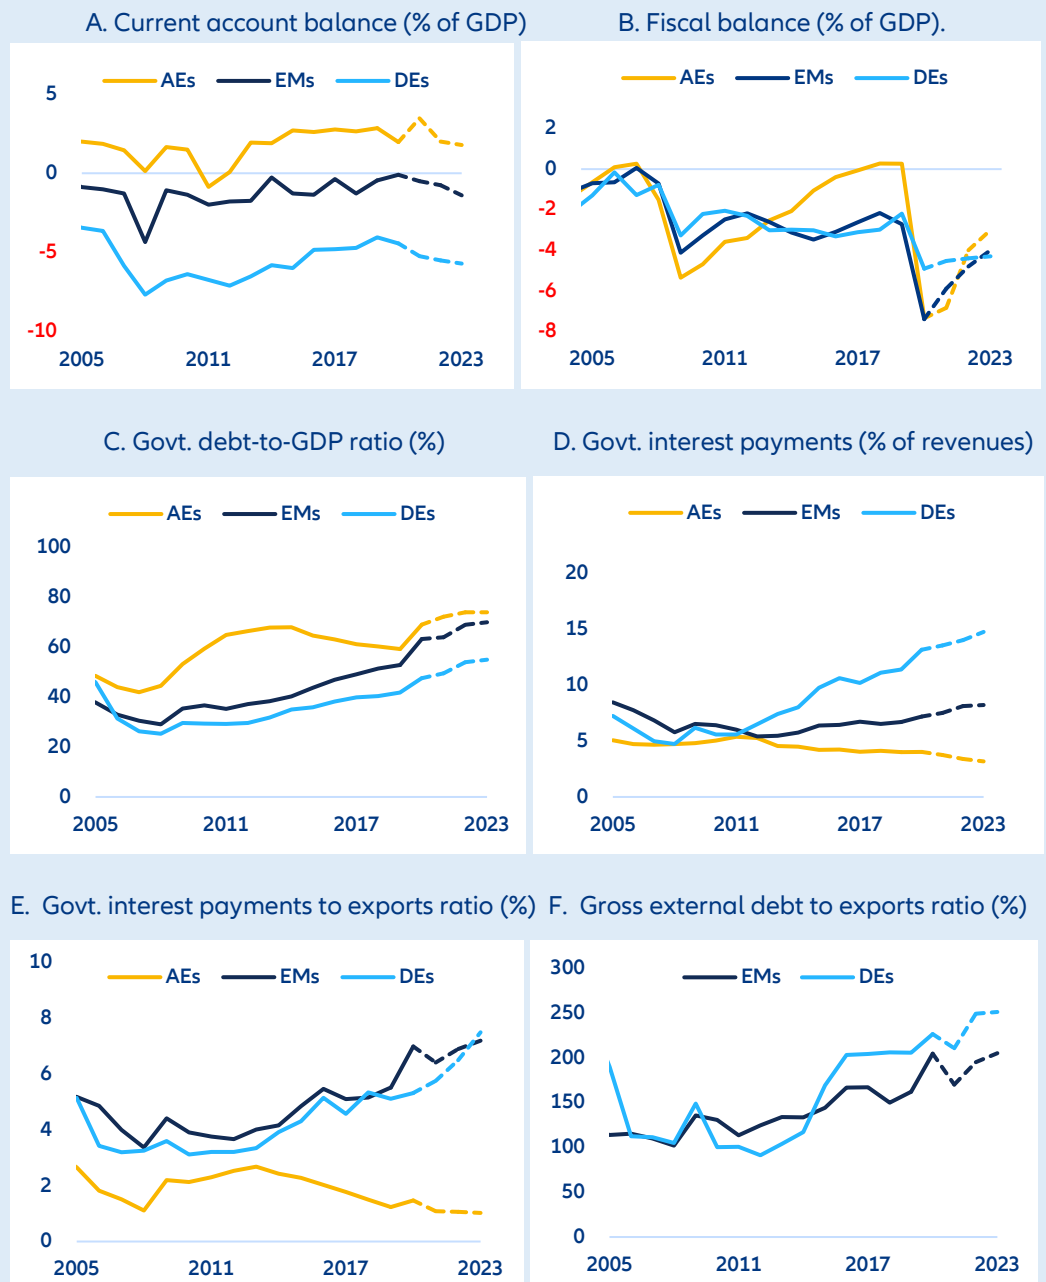 A. Current account balance (% of GDP)
AEs EMs DEs
5
0
-5
-10
2005 2011 2017 2023
B. Fiscal balance (% of GDP).
AEs EMs DEs
2
0
-2
-4
-6
-8
2005 2011 2017 2023
C. Govt. debt-to-GDP ratio (%)
AEs EMs DEs
100
80
60
40
20
0
2005 2011 2017 2023
D. Govt. interest payments (% of revenues)
AEs EMs DEs
20
15
10
5
0
2005 2011 2017 2023
E. Govt. interest payments to exports ratio (%)
AEs EMs DEs
10
8
6
4
2
0
2005 2011 2017 2023
F. Gross external debt to exports ratio (%)
EMs DEs
300
250
200
150
100
50
0
2005 2011 2017 2023